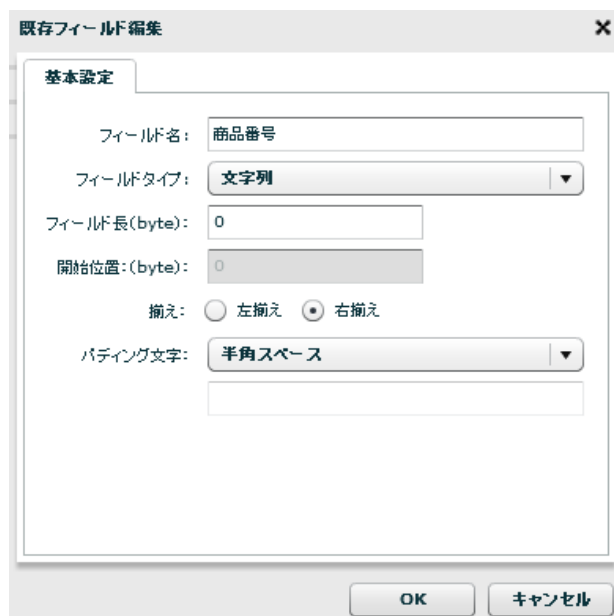 既存フィールド編集
基本設定
フィールド名: 商品番号
フィールドタイプ: 文字列
フィールド長(byte): 0
開始位置:(byte): 0
揃え: 左揃え 右揃え
パディング文字: 半角スペース
OK キャンセル